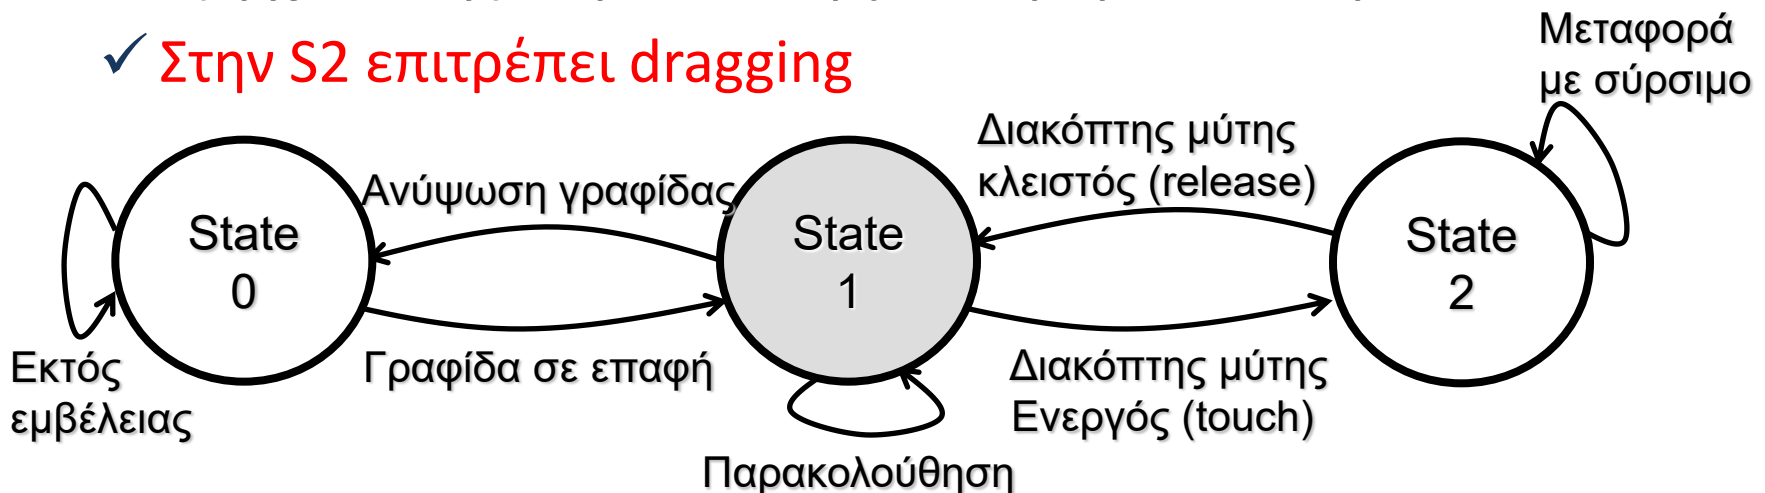 ✓ Στην S2 επιτρέπει dragging
Μεταφορά
με σύρσιμο
Διακόπτης μύτης
κλειστός (release)
Ανύψωση γραφίδας
State
0
State
1
State
2
Εκτός
εμβέλειας
Γραφίδα σε επαφή
Διακόπτης μύτης
Ενεργός (touch)
Παρακολούθηση